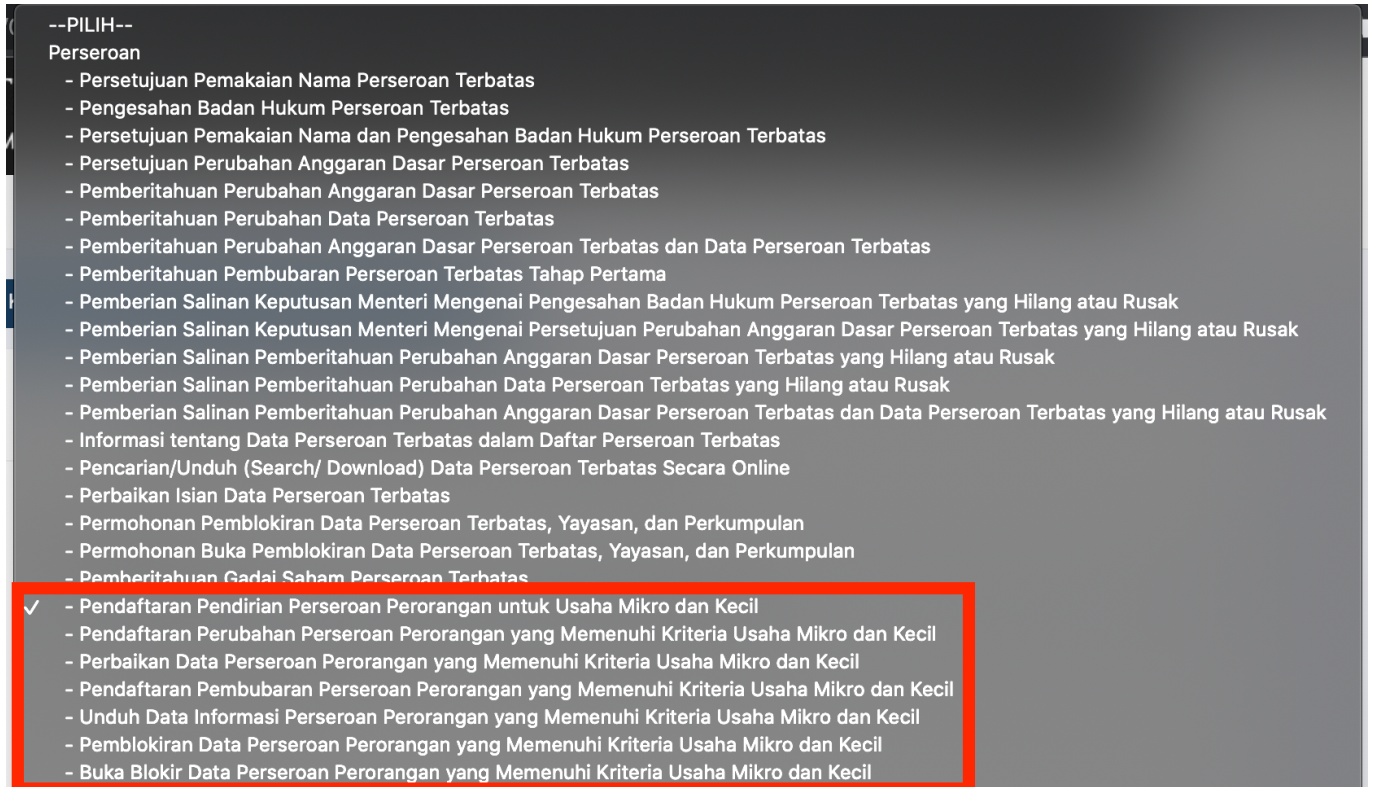 --PILIH--
Perseroan
- Persetujuan Pemakaian Nama Perseroan Terbatas
- Pengesahan Badan Hukum Perseroan Terbatas
- Persetujuan Pemakaian Nama dan Pengesahan Badan Hukum Perseroan Terbatas
- Persetujuan Perubahan Anggaran Dasar Perseroan Terbatas
- Pemberitahuan Perubahan Anggaran Dasar Perseroan Terbatas
- Pemberitahuan Perubahan Data Perseroan Terbatas
- Pemberitahuan Perubahan Anggaran Dasar Perseroan Terbatas dan Data Perseroan Terbatas
- Pemberitahuan Pembubaran Perseroan Terbatas Tahap Pertama
- Pemberian Salinan Keputusan Menteri Mengenai Pengesahan Badan Hukum Perseroan Terbatas yang Hilang atau Rusak
- Pemberian Salinan Keputusan Menteri Mengenai Persetujuan Perubahan Anggaran Dasar Perseroan Terbatas yang Hilang atau Rusak
- Pemberian Salinan Pemberitahuan Perubahan Anggaran Dasar Perseroan Terbatas yang Hilang atau Rusak
- Pemberian Salinan Pemberitahuan Perubahan Data Perseroan Terbatas yang Hilang atau Rusak
- Pemberian Salinan Pemberitahuan Perubahan Anggaran Dasar Perseroan Terbatas dan Data Perseroan Terbatas yang Hilang atau Rusak
- Informasi tentang Data Perseroan Terbatas dalam Daftar Perseroan Terbatas
- Pencarian/Unduh (Search/ Download) Data Perseroan Terbatas Secara Online
- Perbaikan Isian Data Perseroan Terbatas
- Permohonan Pemblokiran Data Perseroan Terbatas, Yayasan, dan Perkumpulan
- Permohonan Buka Pemblokiran Data Perseroan Terbatas, Yayasan, dan Perkumpulan
- Pemberitahuan Gadai Saham Perseroan Terbatas
✓ - Pendaftaran Pendirian Perseroan Perorangan untuk Usaha Mikro dan Kecil
- Pendaftaran Perubahan Perseroan Perorangan yang Memenuhi Kriteria Usaha Mikro dan Kecil
- Perbaikan Data Perseroan Perorangan yang Memenuhi Kriteria Usaha Mikro dan Kecil
- Pendaftaran Pembubaran Perseroan Perorangan yang Memenuhi Kriteria Usaha Mikro dan Kecil
- Unduh Data Informasi Perseroan Perorangan yang Memenuhi Kriteria Usaha Mikro dan Kecil
- Pemblokiran Data Perseroan Perorangan yang Memenuhi Kriteria Usaha Mikro dan Kecil
- Buka Blokir Data Perseroan Perorangan yang Memenuhi Kriteria Usaha Mikro dan Kecil